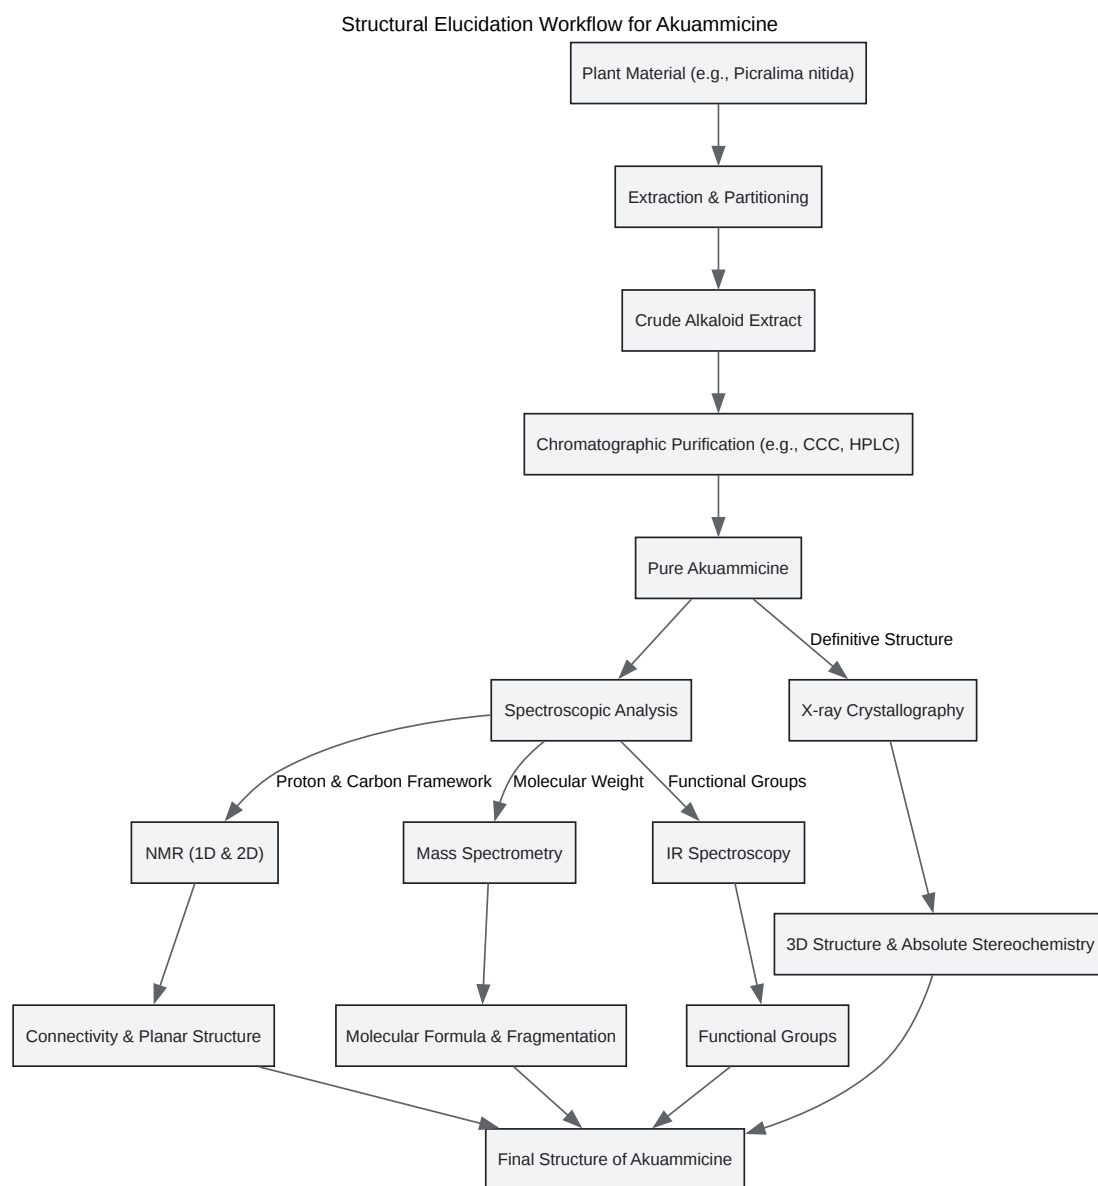 Structural Elucidation Workflow for Akuammicine
Plant Material (e.g., Picralima nitida)
Extraction & Partitioning
Crude Alkaloid Extract
Chromatographic Purification (e.g., CCC, HPLC)
Pure Akuammicine
Definitive Structure
Spectroscopic Analysis
X-ray Crystallography
Proton & Carbon Framework
Molecular Weight
Functional Groups
NMR (1D & 2D)
Mass Spectrometry
IR Spectroscopy
3D Structure & Absolute Stereochemistry
Connectivity & Planar Structure
Molecular Formula & Fragmentation
Functional Groups
Final Structure of Akuammicine